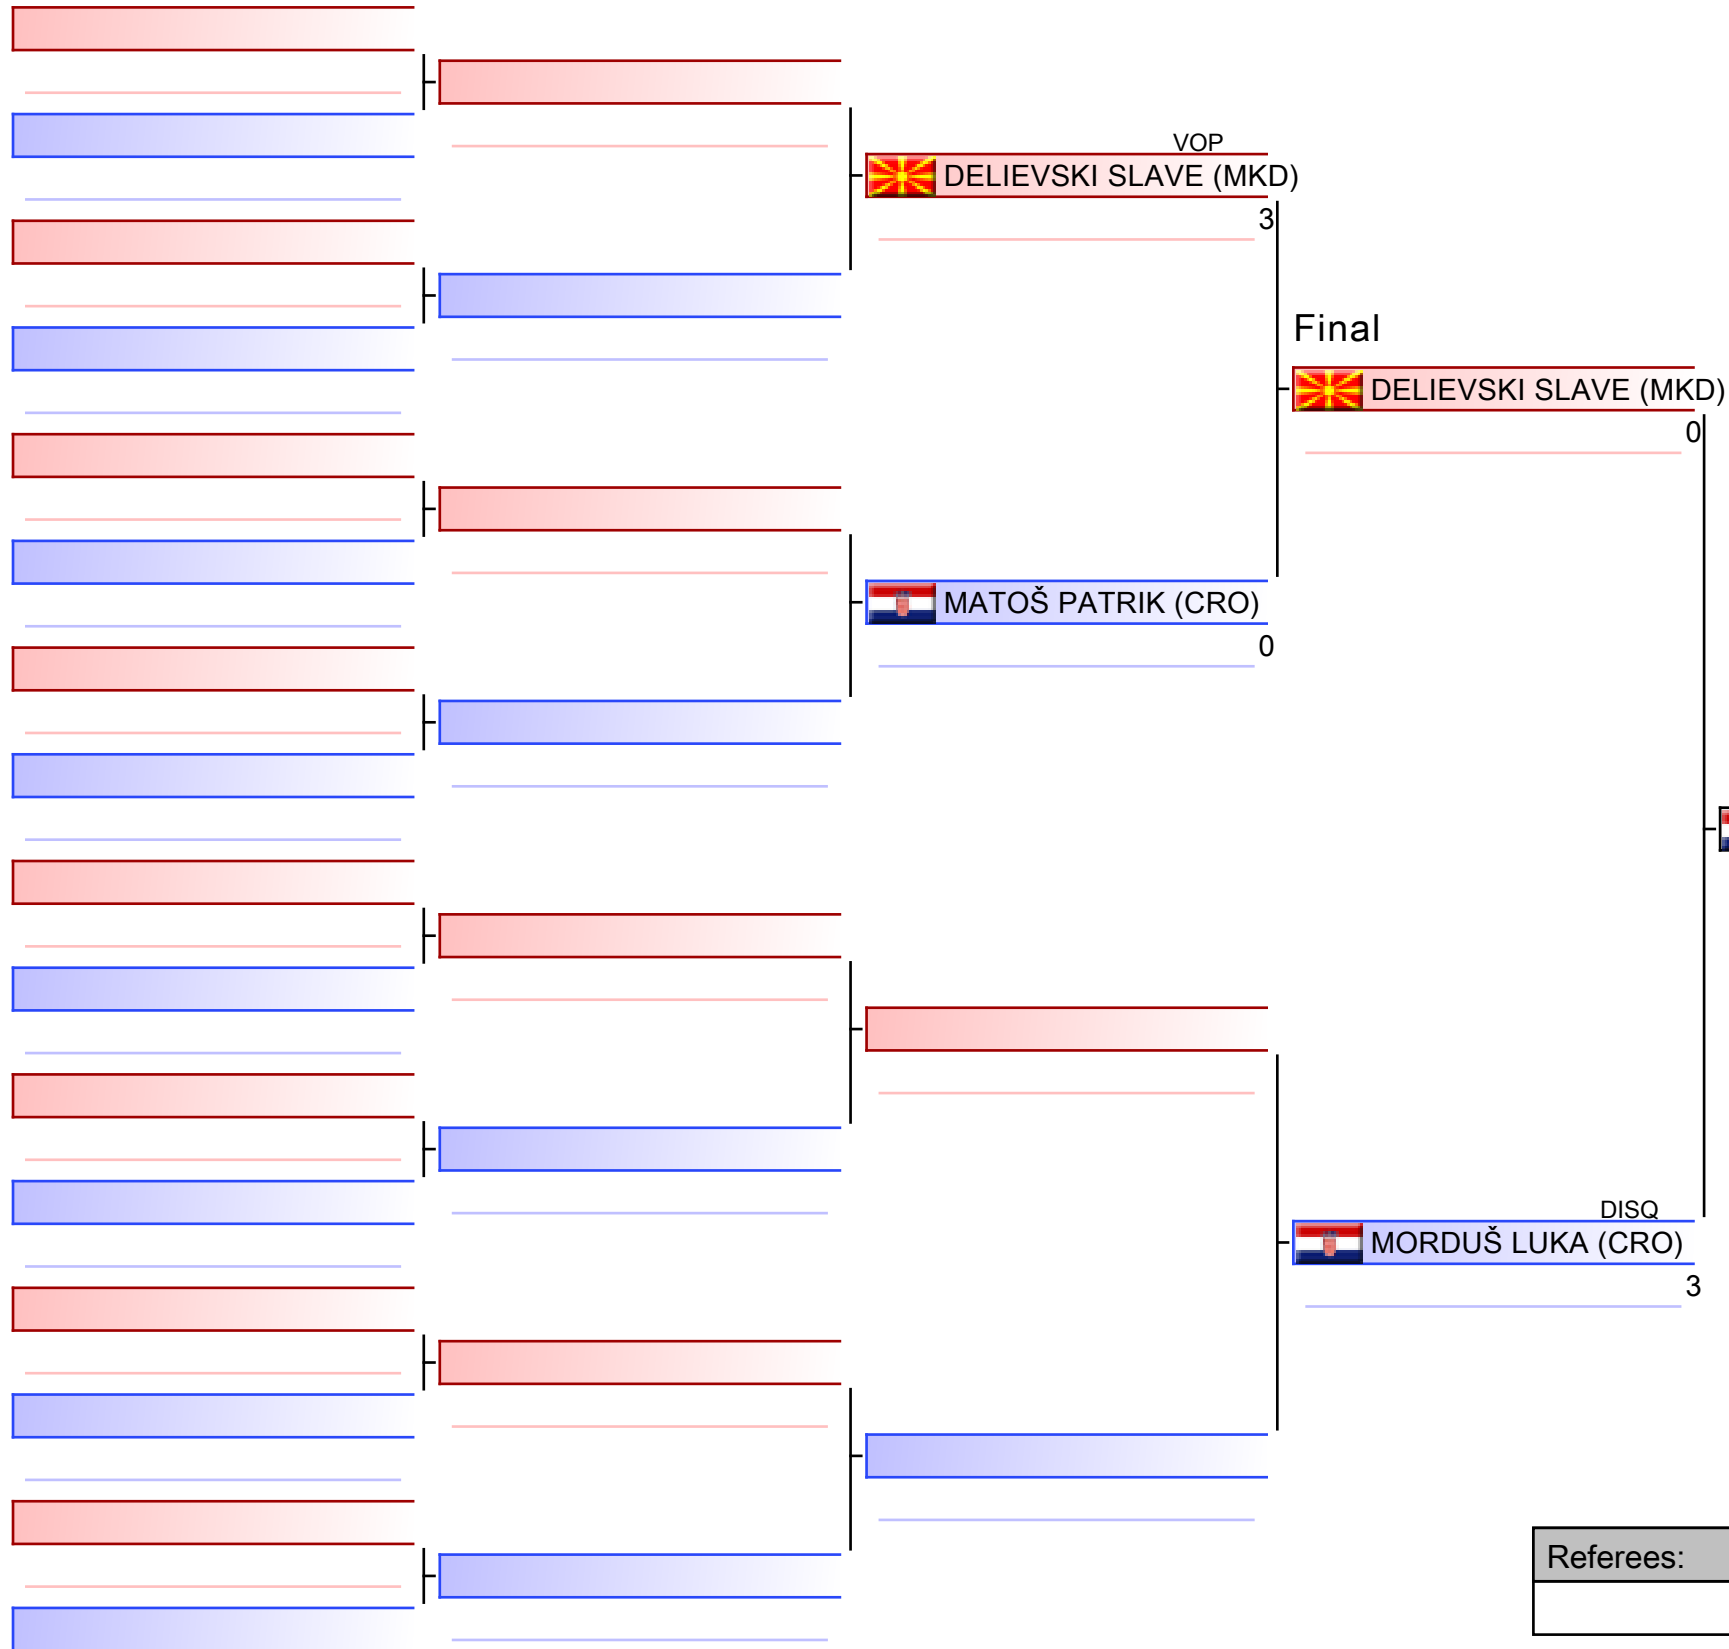 VOP
DELIEVSKI SLAVE (MKD)
3
Final
DELIEVSKI SLAVE (MKD)
0
MATOŠ PATRIK (CRO)
0
DISQ
MORDUŠ LUKA (CRO)
3
Referees: